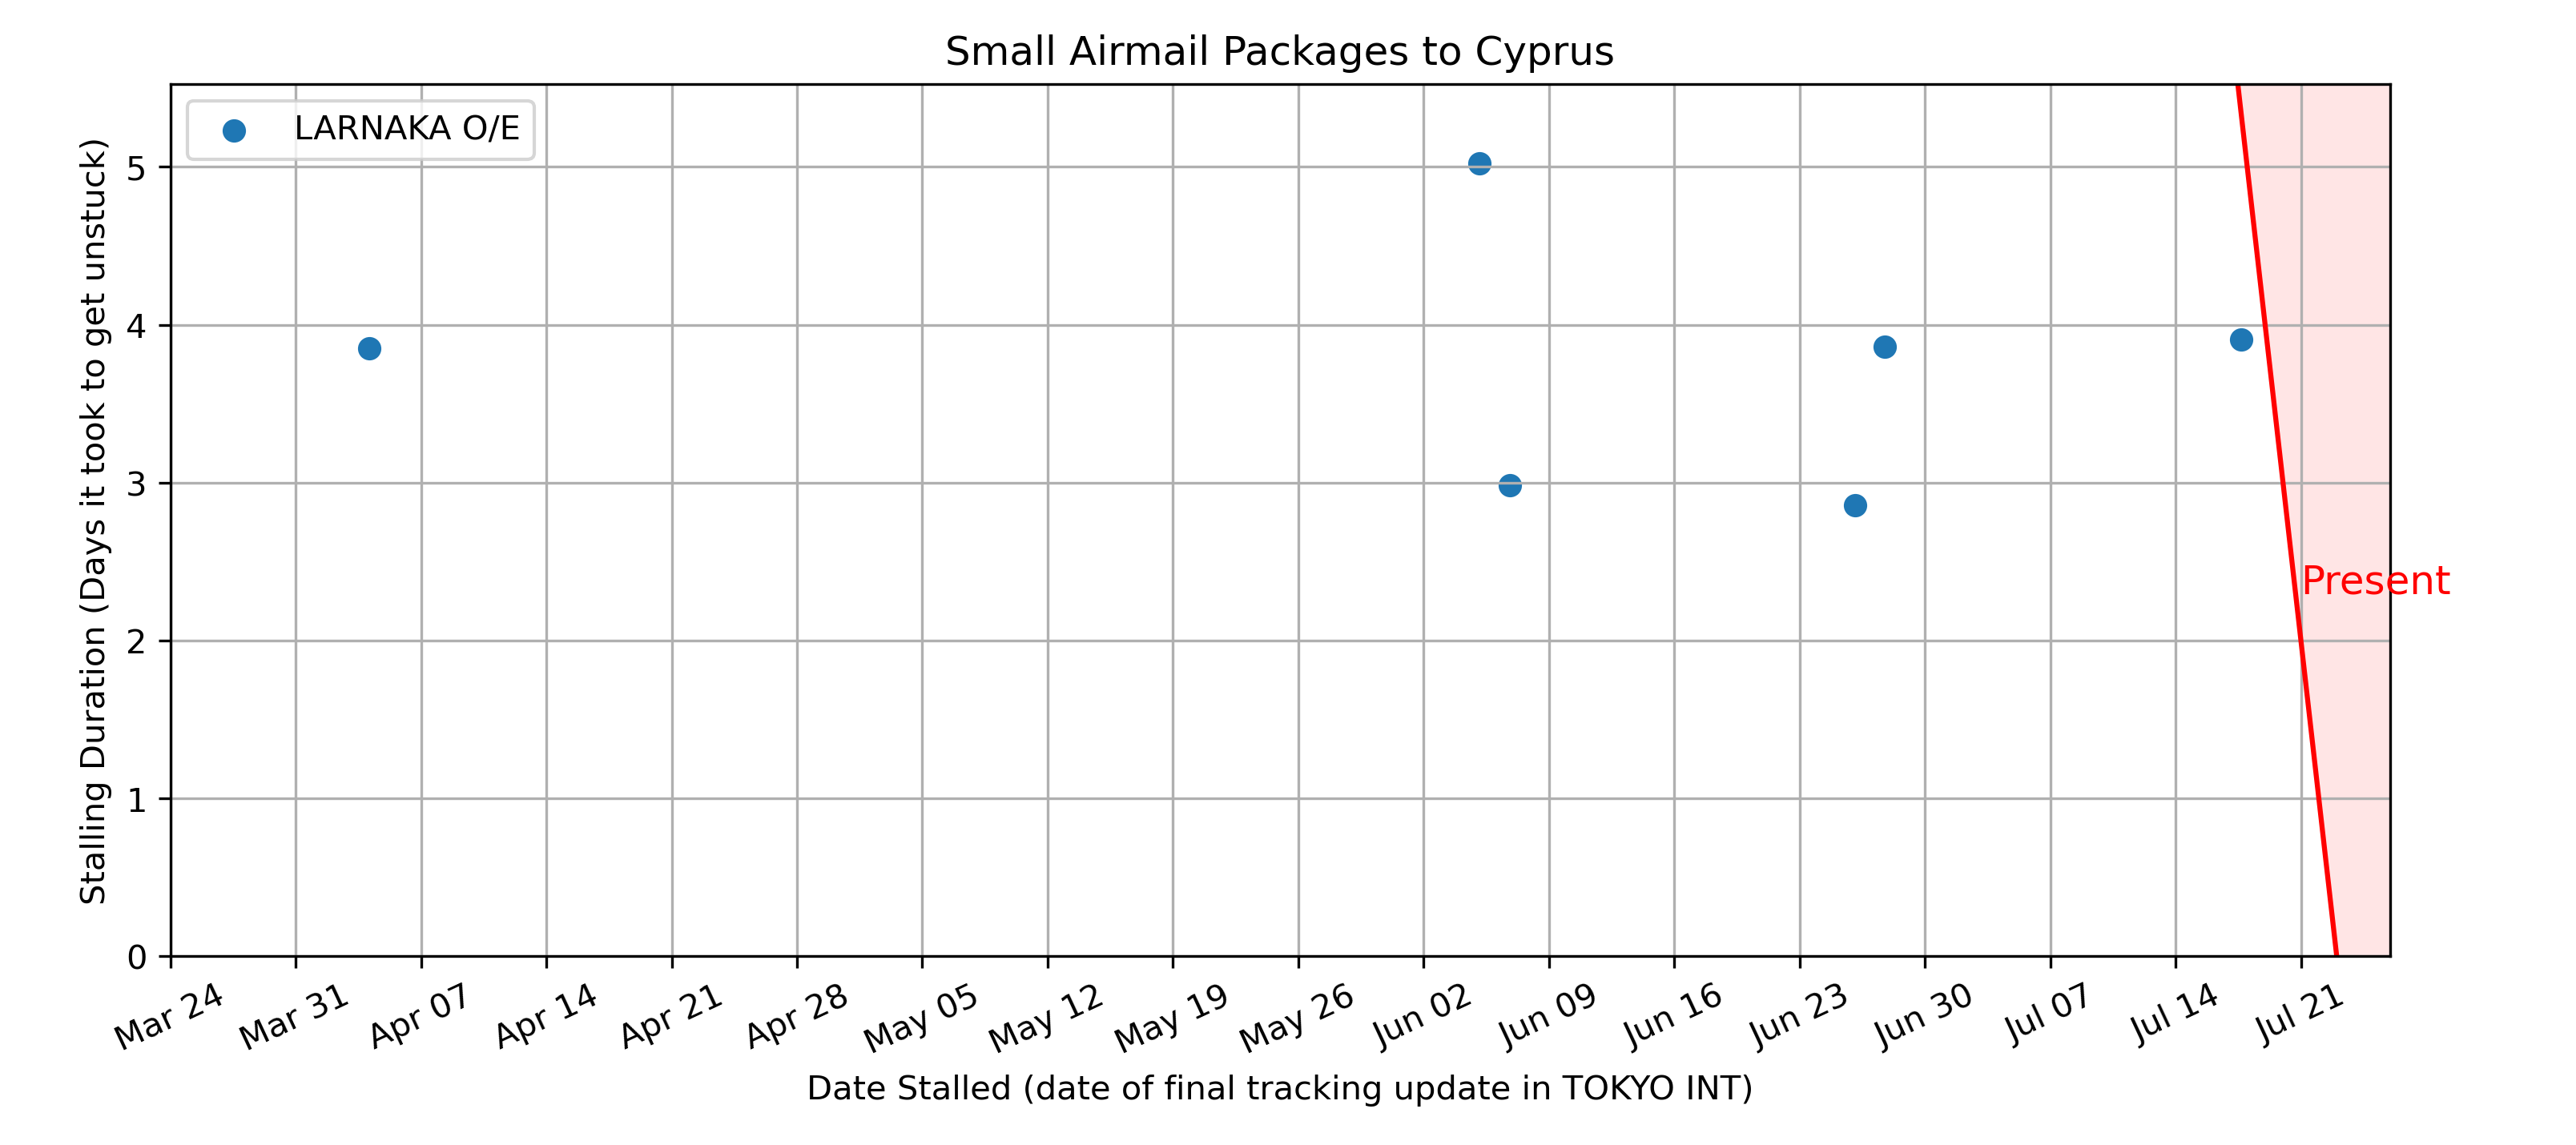 Small Airmail Packages to Cyprus
LARNAKA O/E
Stalling Duration (Days it took to get unstuck)
5
4
3
2
1
0
Present
Mar 24
Mar 31
Apr 07
Apr 14
Apr 21
Apr 28
May 05
May 12
May 19
May 26
Jun 02
Jun 09
Jun 16
Jun 23
Jun 30
Jul 07
Jul 14
Jul 21
Date Stalled (date of final tracking update in TOKYO INT)